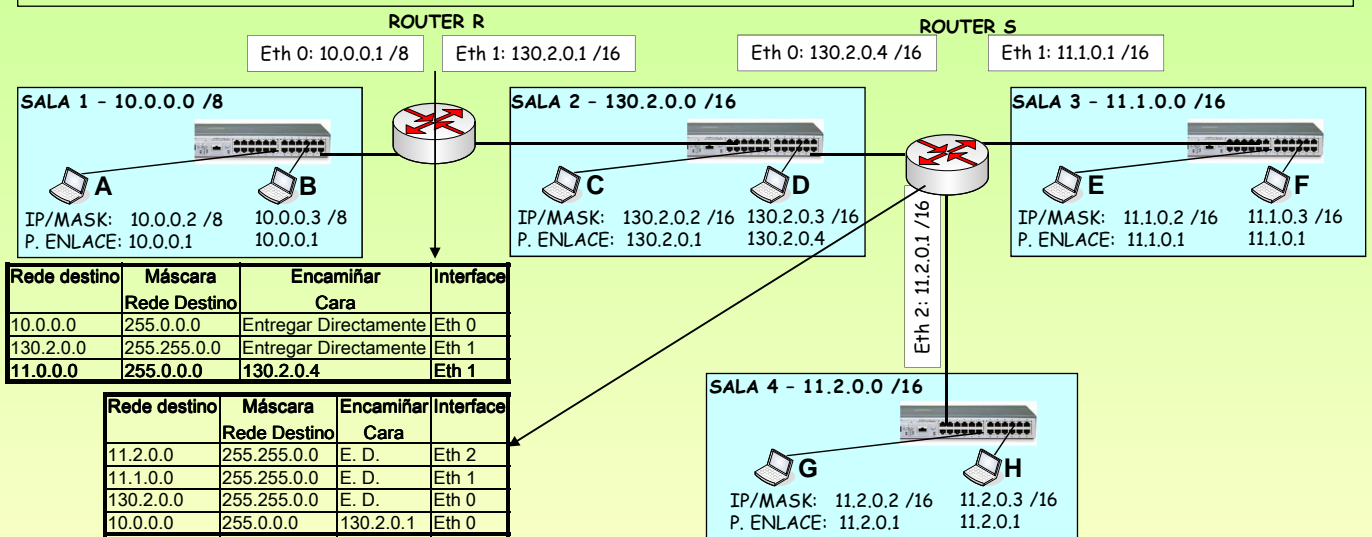 ROUTER R
ROUTER S
Eth 0: 10.0.0.1 /8
Eth 1: 130.2.0.1 /16
Eth 0: 130.2.0.4 /16
Eth 1: 11.1.0.1 /16
SALA 1 – 10.0.0.0 /8
A
B
IP/MASK: 10.0.0.2 /8 10.0.0.3 /8
P. ENLACE: 10.0.0.1 10.0.0.1
SALA 2 – 130.2.0.0 /16
C
D
IP/MASK: 130.2.0.2 /16 130.2.0.3 /16
P. ENLACE: 130.2.0.1 130.2.0.4
SALA 3 – 11.1.0.0 /16
E
F
IP/MASK: 11.1.0.2 /16 11.1.0.3 /16
P. ENLACE: 11.1.0.1 11.1.0.1
Eth 2: 11.2.0.1 /16
Rede destino Máscara Encamiñar Interface
Rede Destino Cara
10.0.0.0 255.0.0.0 Entregar Directamente Eth 0
130.2.0.0 255.255.0.0 Entregar Directamente Eth 1
11.0.0.0 255.0.0.0 130.2.0.4 Eth 1
Rede destino Máscara Encamiñar Interface
Rede Destino Cara
11.2.0.0 255.255.0.0 E. D. Eth 2
11.1.0.0 255.255.0.0 E. D. Eth 1
130.2.0.0 255.255.0.0 E. D. Eth 0
10.0.0.0 255.0.0.0 130.2.0.1 Eth 0
SALA 4 – 11.2.0.0 /16
G
H
IP/MASK: 11.2.0.2 /16 11.2.0.3 /16
P. ENLACE: 11.2.0.1 11.2.0.1